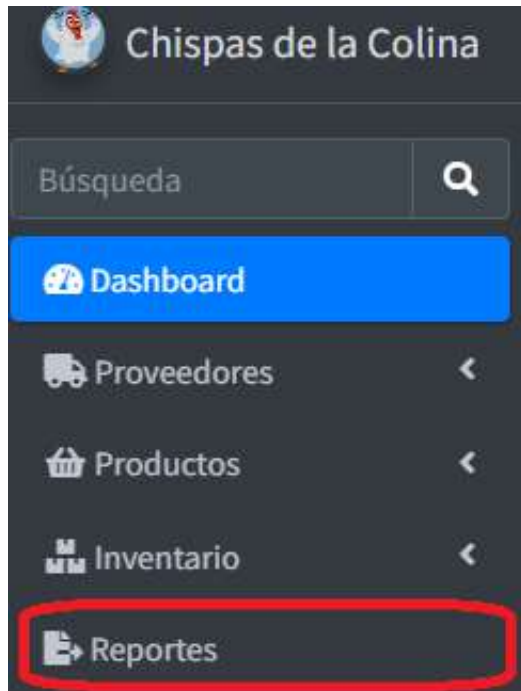 Chispas de la Colina
Búsqueda
Dashboard
Proveedores
Productos
Inventario
Reportes